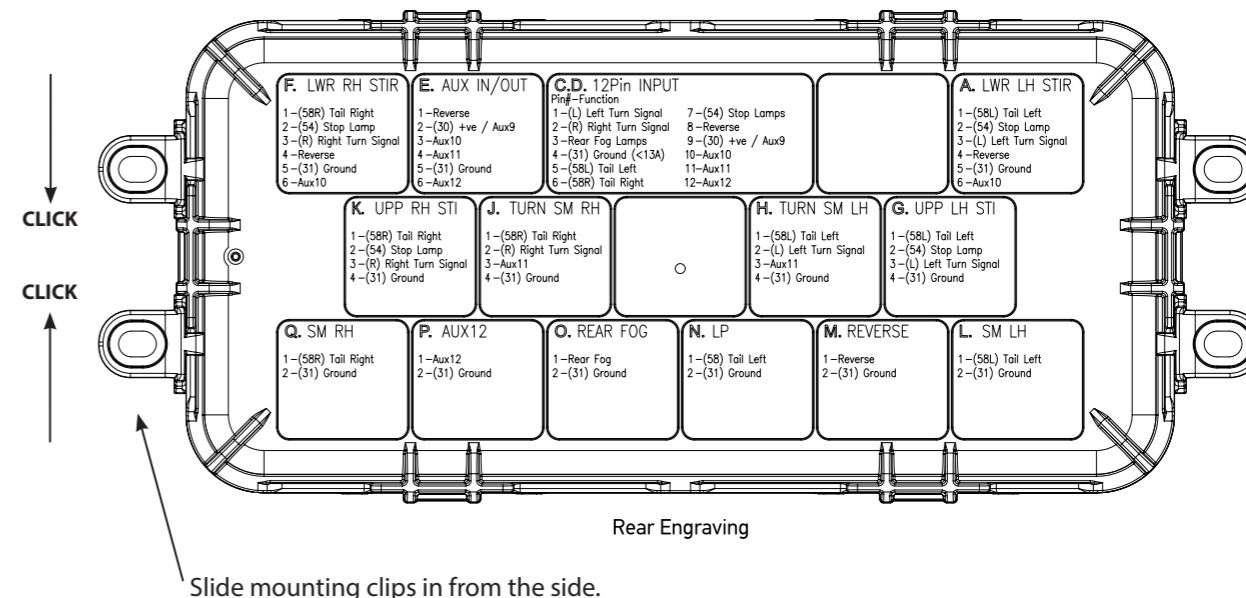 F. LWR RH STIR
1-(58R) Tail Right
2-(54) Stop Lamp
3-(R) Right Turn Signal
4-Reverse
5-(31) Ground
6-Aux10
E. AUX IN/OUT
1-Reverse
2-(30) +ve / Aux9
3-Aux10
4-Aux11
5-(31) Ground
6-Aux12
C.D. 12Pin INPUT
Pin#-Function
1-(L) Left Turn Signal
2-(R) Right Turn Signal
3-Rear Fog Lamps
4-(31) Ground (<13A)
5-(58L) Tail Left
6-(58R) Tail Right
7-(54) Stop Lamps
8-Reverse
9-(30) +ve / Aux9
10-Aux10
11-Aux11
12-Aux12
A. LWR LH STIR
1-(58L) Tail Left
2-(54) Stop Lamp
3-(L) Left Turn Signal
4-Reverse
5-(31) Ground
6-Aux10
CLICK
CLICK
K. UPP RH STI
1-(58R) Tail Right
2-(54) Stop Lamp
3-(R) Right Turn Signal
4-(31) Ground
J. TURN SM RH
1-(58R) Tail Right
2-(R) Right Turn Signal
3-Aux11
4-(31) Ground
H. TURN SM LH
1-(58L) Tail Left
2-(L) Left Turn Signal
3-Aux11
4-(31) Ground
G. UPP LH STI
1-(58L) Tail Left
2-(54) Stop Lamp
3-(L) Left Turn Signal
4-(31) Ground
Q. SM RH
1-(58R) Tail Right
2-(31) Ground
P. AUX12
1-Aux12
2-(31) Ground
O. REAR FOG
1-Rear Fog
2-(31) Ground
N. LP
1-(58) Tail Left
2-(31) Ground
M. REVERSE
1-Reverse
2-(31) Ground
L. SM LH
1-(58L) Tail Left
2-(31) Ground
Rear Engraving
Slide mounting clips in from the side.